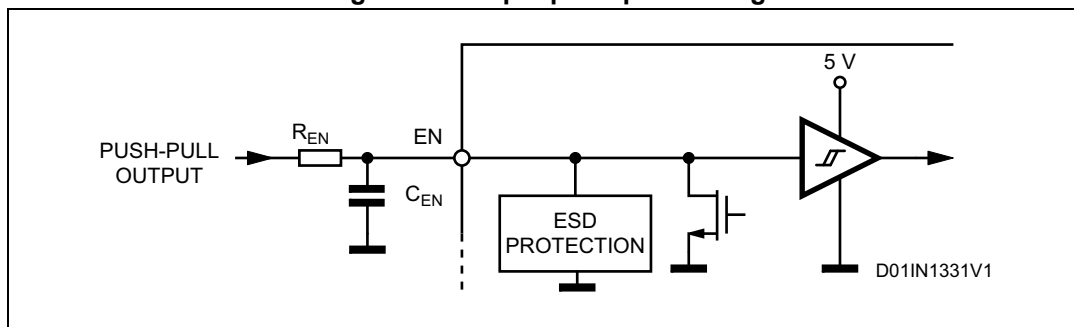 5 V
R_EN
EN
PUSH-PULL
OUTPUT
C_EN
ESD
PROTECTION
D01IN1331V1